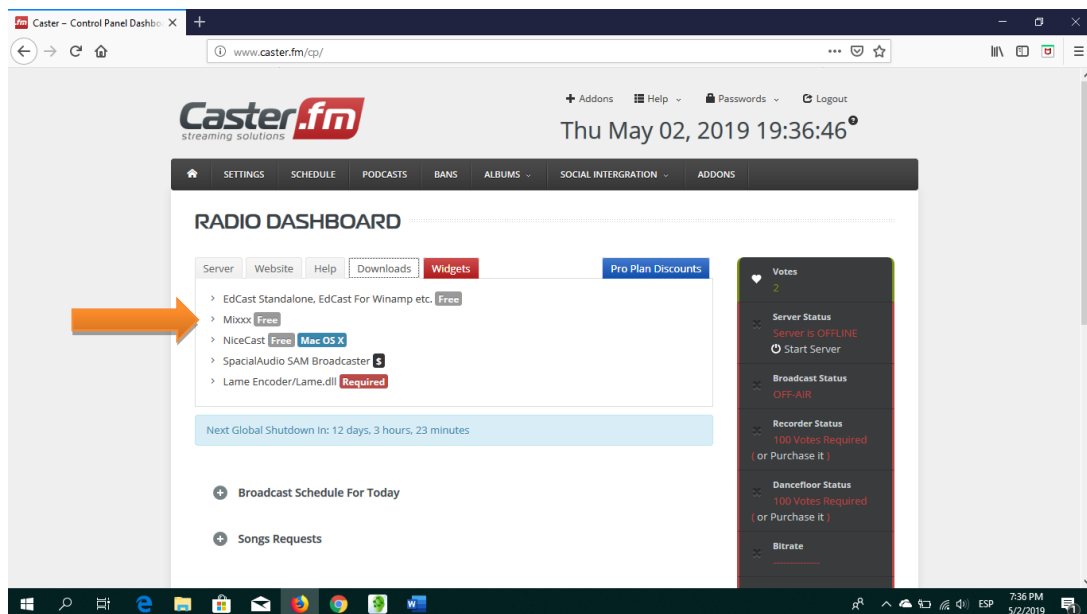 .fm Caster – Control Panel Dashbo
www.caster.fm/cp/
Caster.fm
streaming solutions
Addons Help Passwords Logout
Thu May 02, 2019 19:36:46
SETTINGS SCHEDULE PODCASTS BANS ALBUMS SOCIAL INTERGRATION ADDONS
RADIO DASHBOARD
Server Website Help Downloads Widgets Pro Plan Discounts
EdCast Standalone, EdCast For Winamp etc. Free
Mixxx Free
NiceCast Free Mac OS X
SpacialAudio SAM Broadcaster $
Lame Encoder/Lame.dll Required
Next Global Shutdown In: 12 days, 3 hours, 23 minutes
Broadcast Schedule For Today
Songs Requests
Votes
2
Server Status
Server is OFFLINE
Start Server
Broadcast Status
OFF-AIR
Recorder Status
100 Votes Required
( or Purchase it )
Dancefloor Status
100 Votes Required
( or Purchase it )
Bitrate
ESP
7:36 PM
5/2/2019